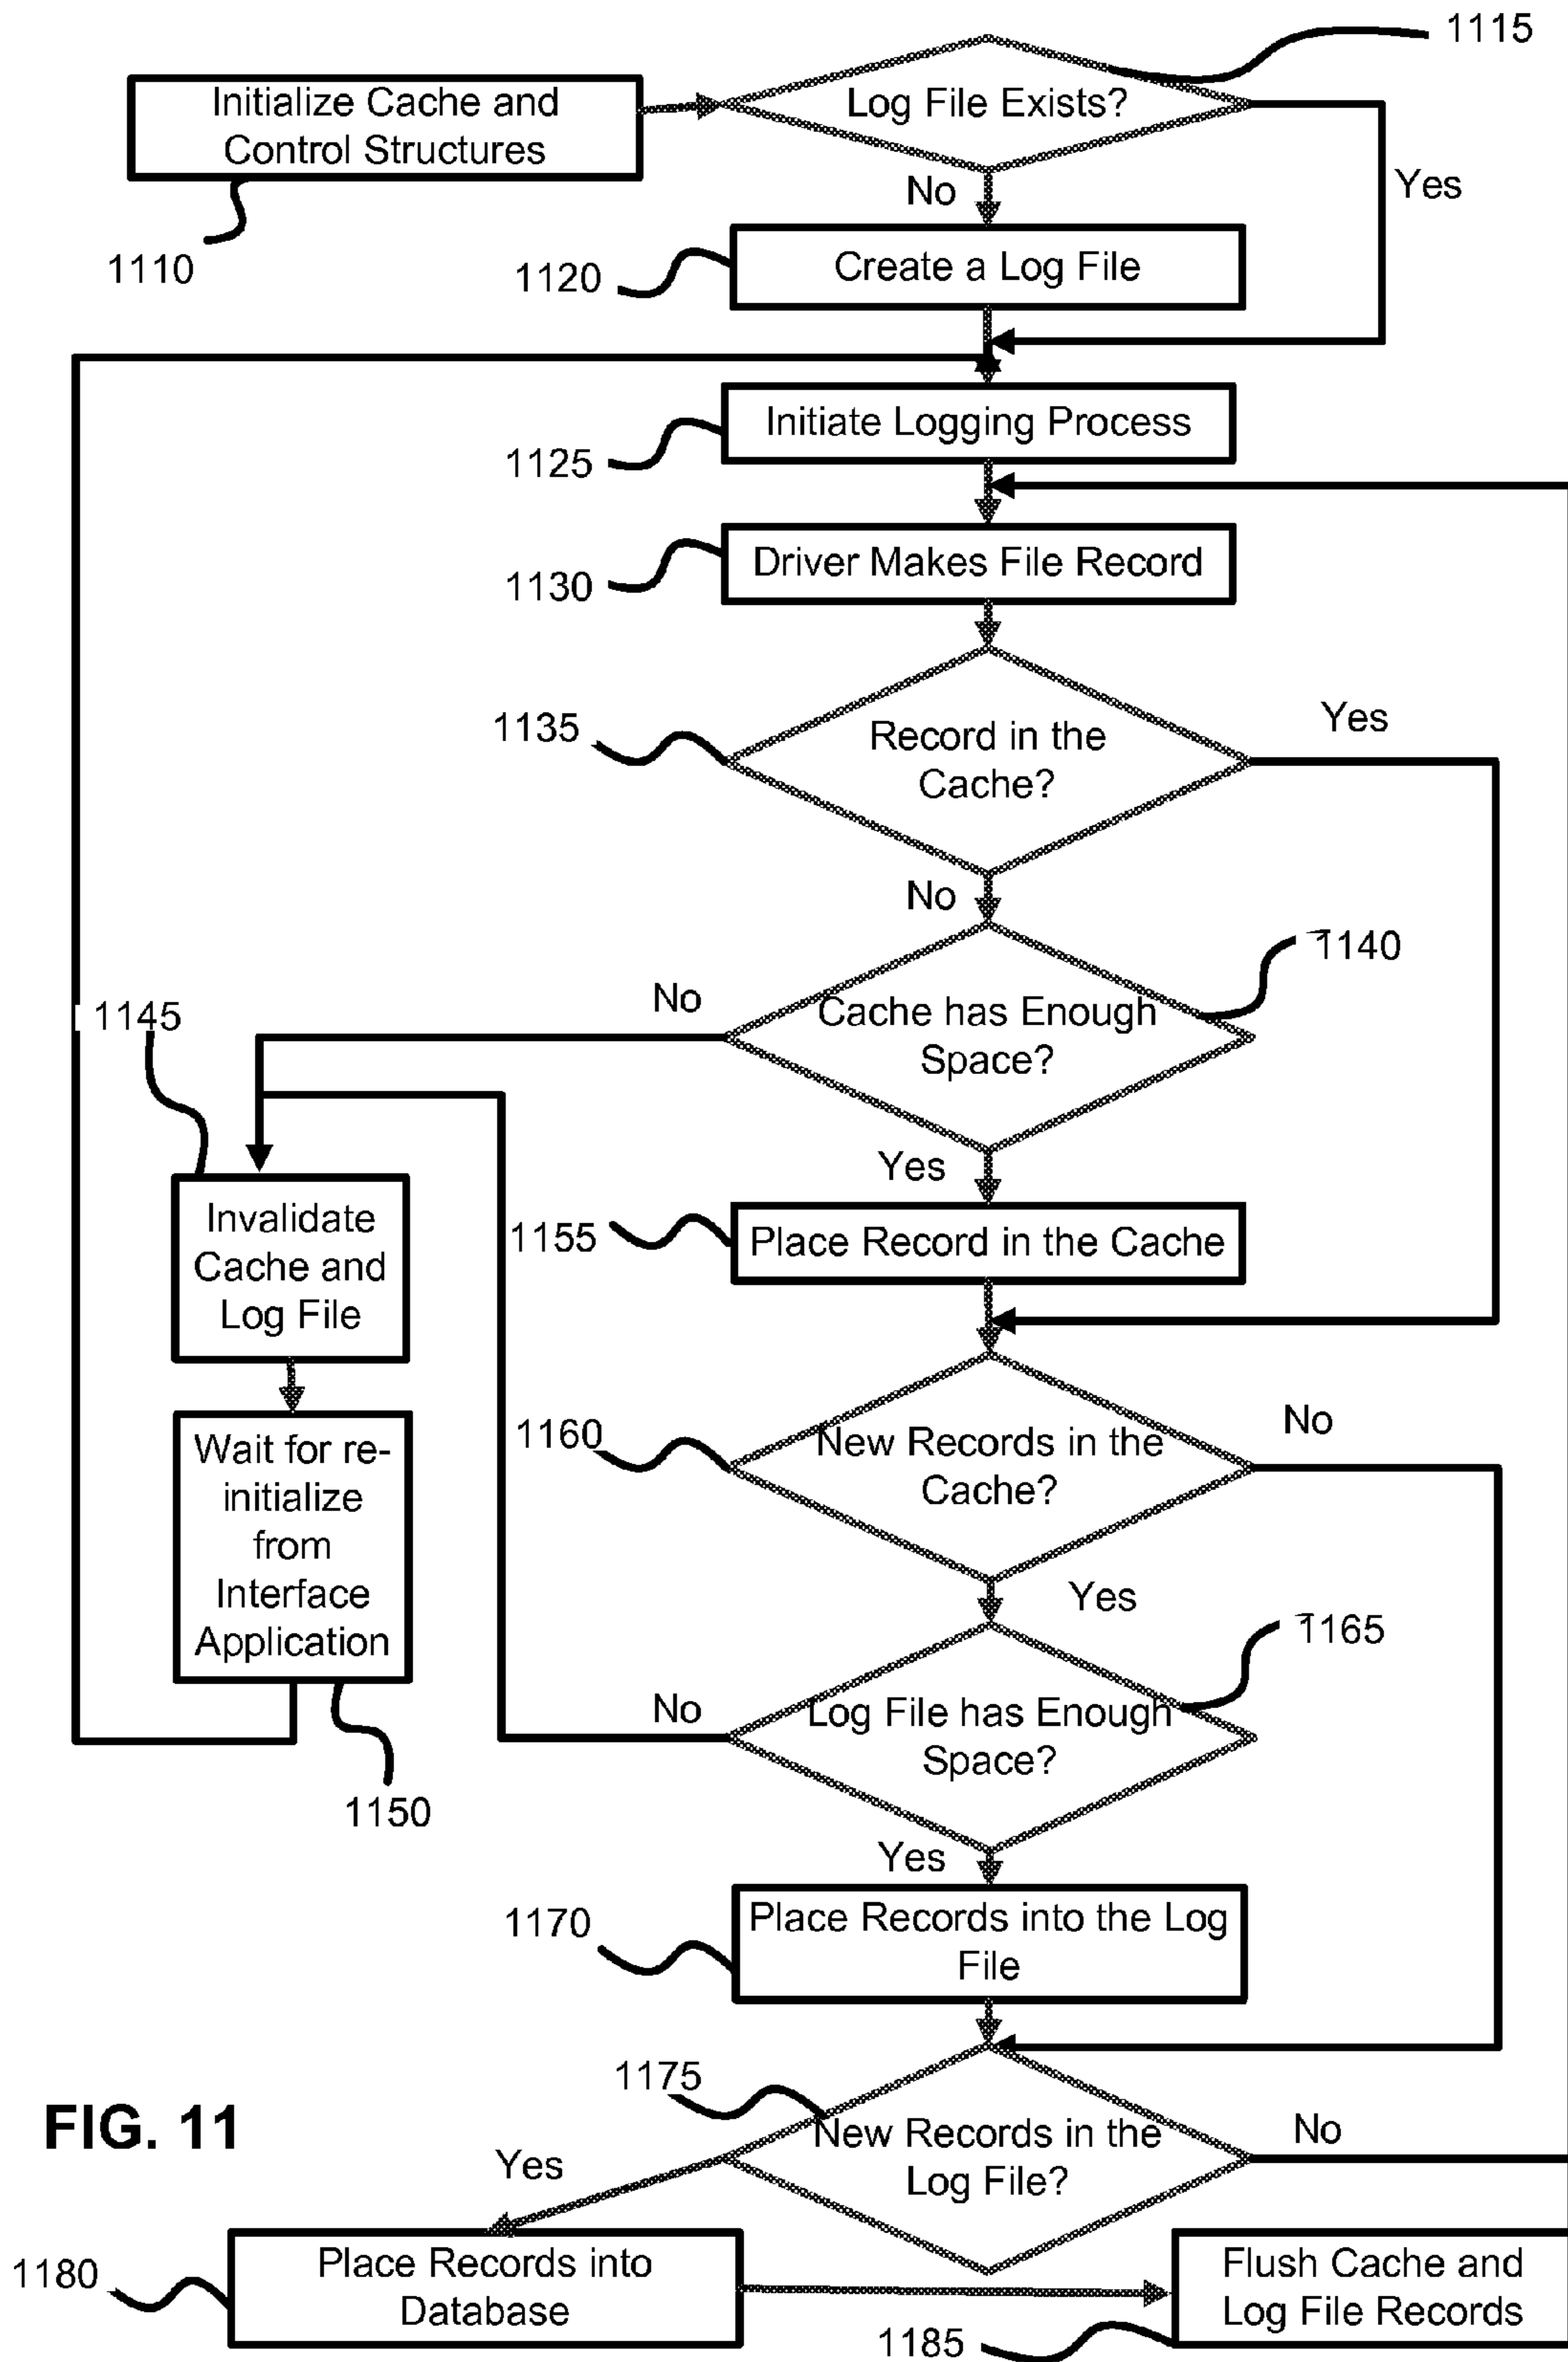 1115
Initialize Cache and
Control Structures
Log File Exists?
Yes
No
1110
1120
Create a Log File
Initiate Logging Process
1125
Driver Makes File Record
1130
1135
Record in the
Cache?
Yes
No
1140
No
Cache has Enough
Space?
1145
Yes
Invalidate
Cache and
Log File
1155
Place Record in the Cache
1160
New Records in the
Cache?
No
Wait for re-
initialize
from
Interface
Application
Yes
1165
No
Log File has Enough
Space?
1150
Yes
1170
Place Records into the Log
File
1175
FIG. 11
New Records in the
Log File?
No
Yes
1180
Place Records into
Database
Flush Cache and
Log File Records
1185